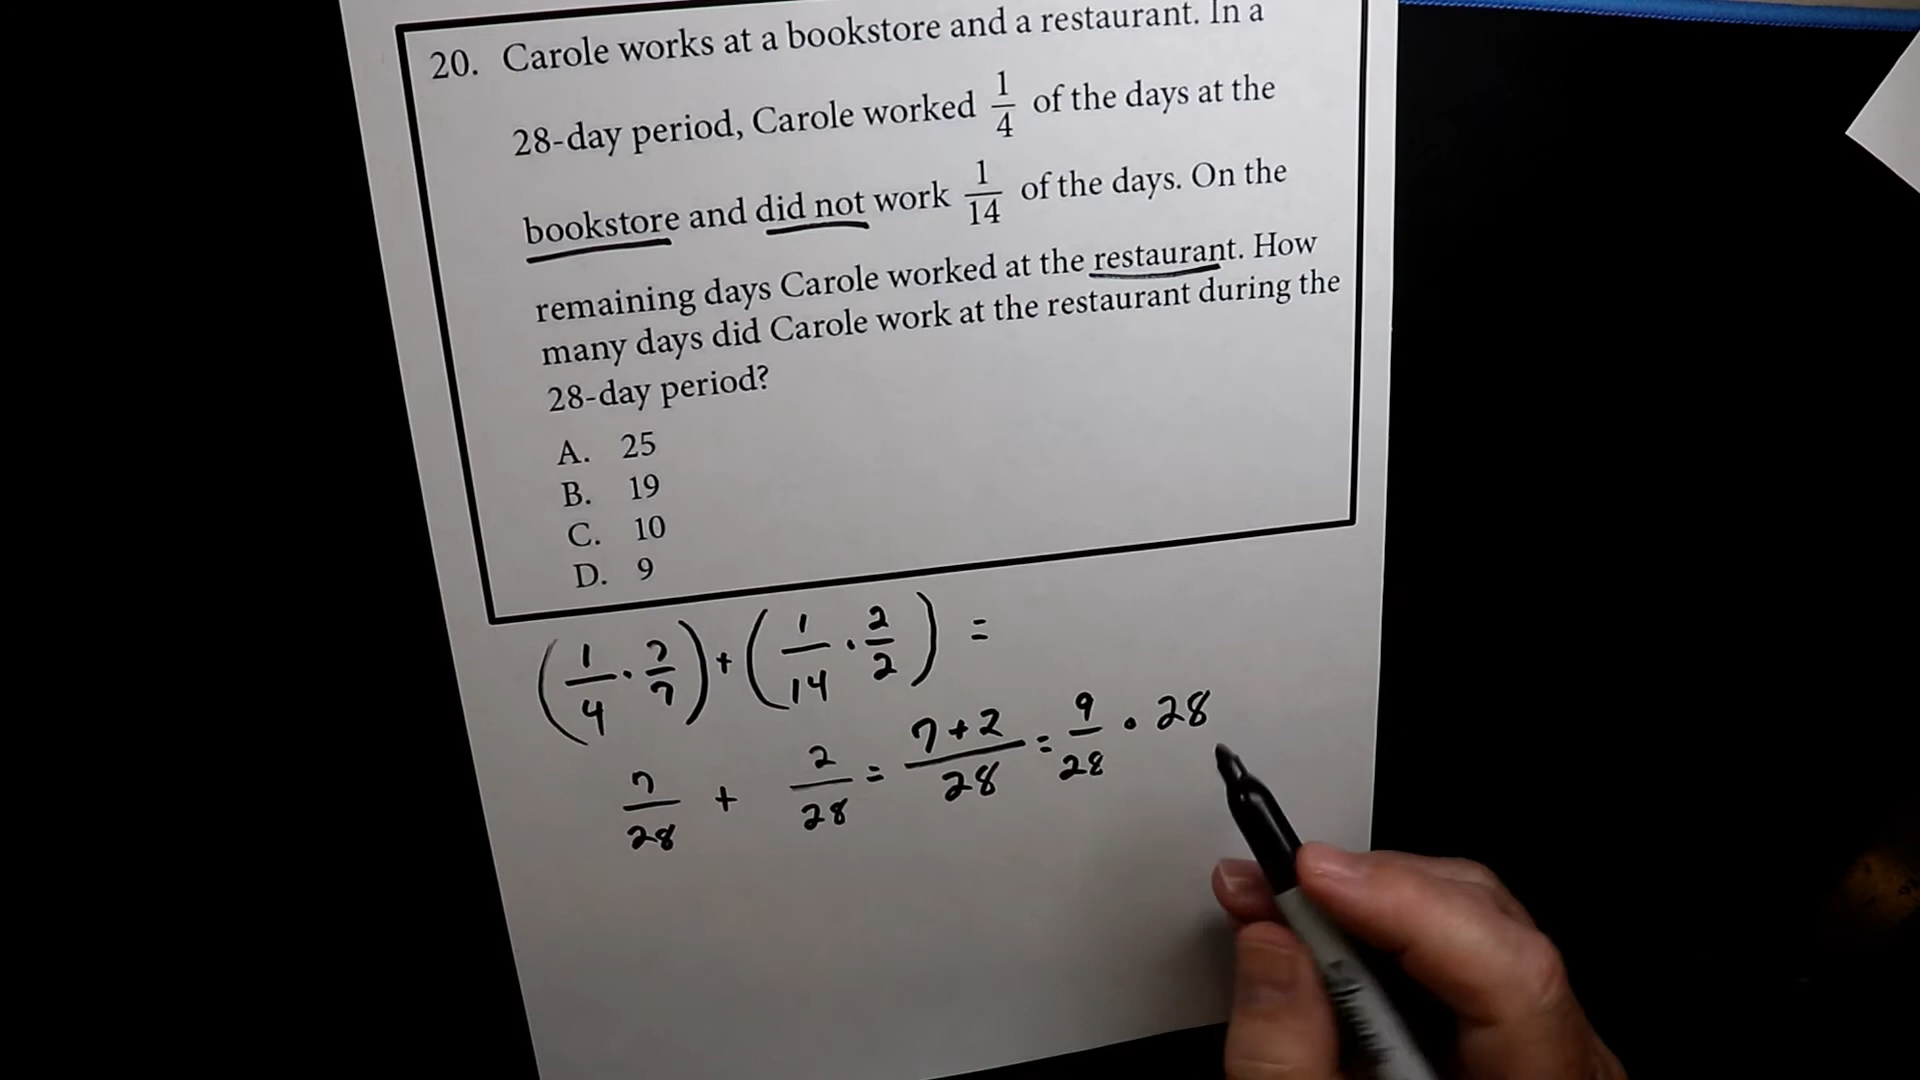 20. Carole works at a bookstore and a restaurant. In a
28-day period, Carole worked 1/4 of the days at the
bookstore and did not work 1/14 of the days. On the
remaining days Carole worked at the restaurant. How
many days did Carole work at the restaurant during the
28-day period?
A. 25
B. 19
C. 10
D. 9
(1/4 · 7/7) + (1/14 · 2/2) =
7/28 + 2/28 = 7+2/28 = 9/28 · 28